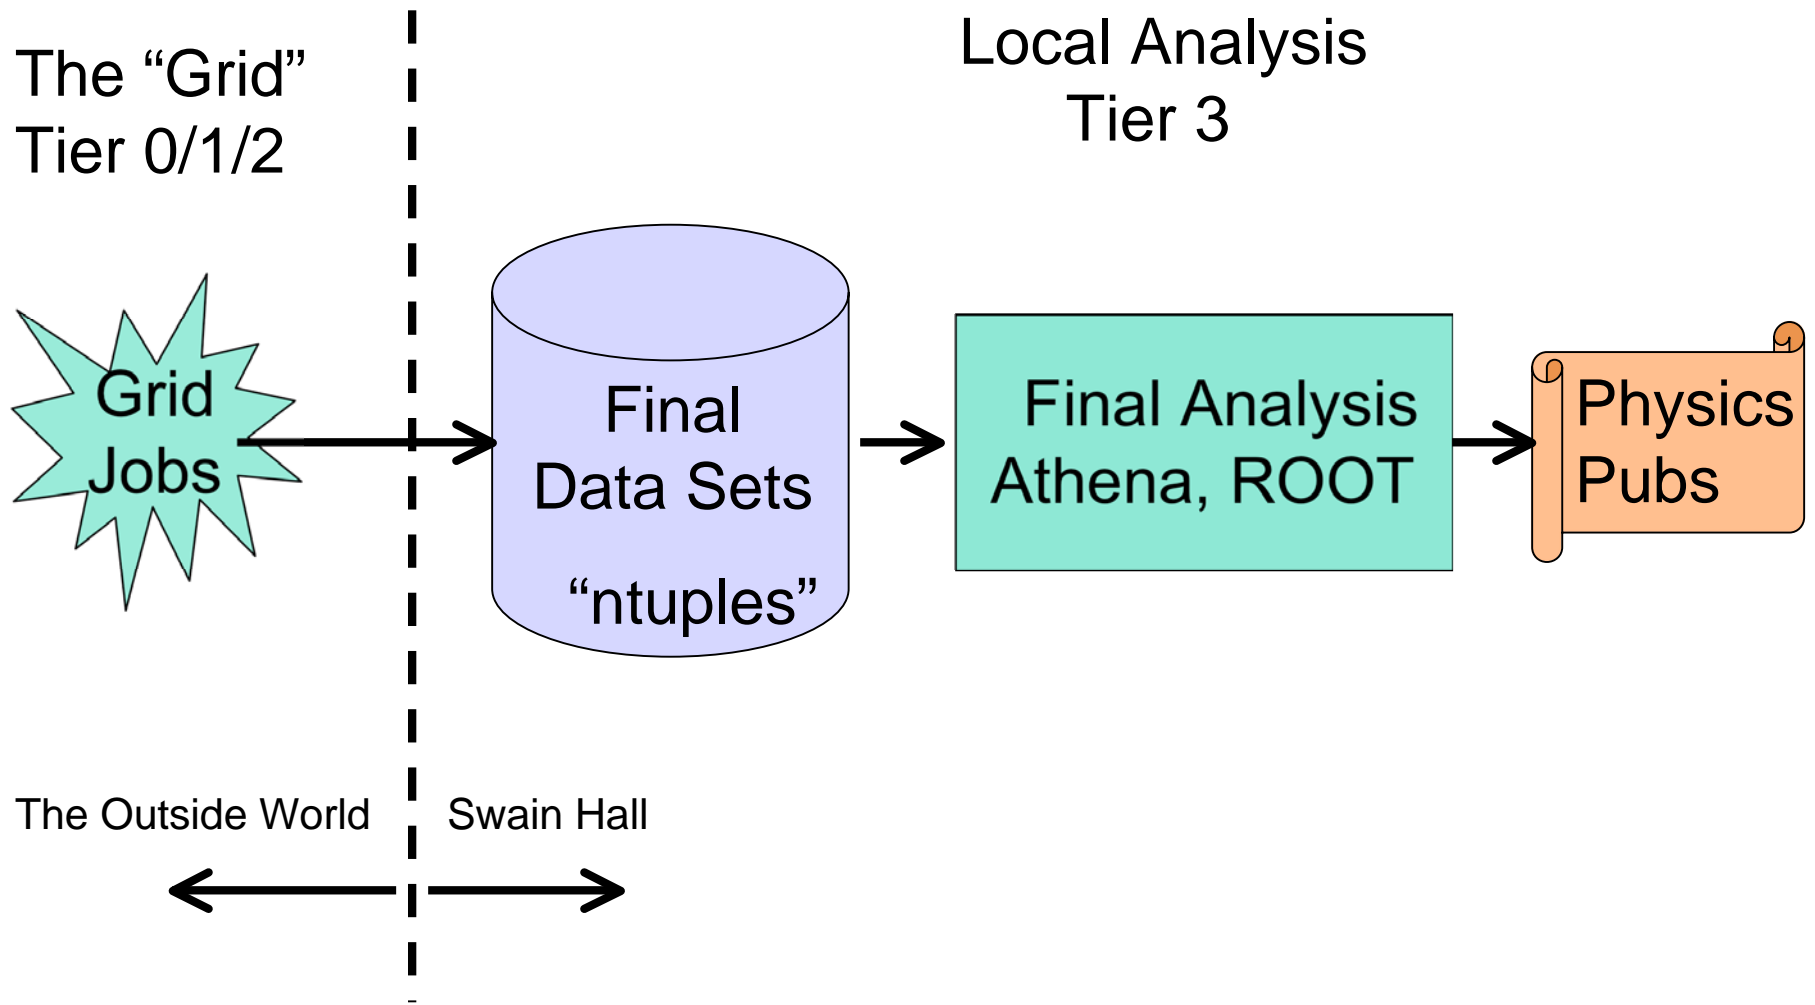 The “Grid”
Tier 0/1/2
Local Analysis
Tier 3
Grid
Jobs
Final
Data Sets
“ntuples”
Final Analysis
Athena, ROOT
Physics
Pubs
The Outside World
Swain Hall